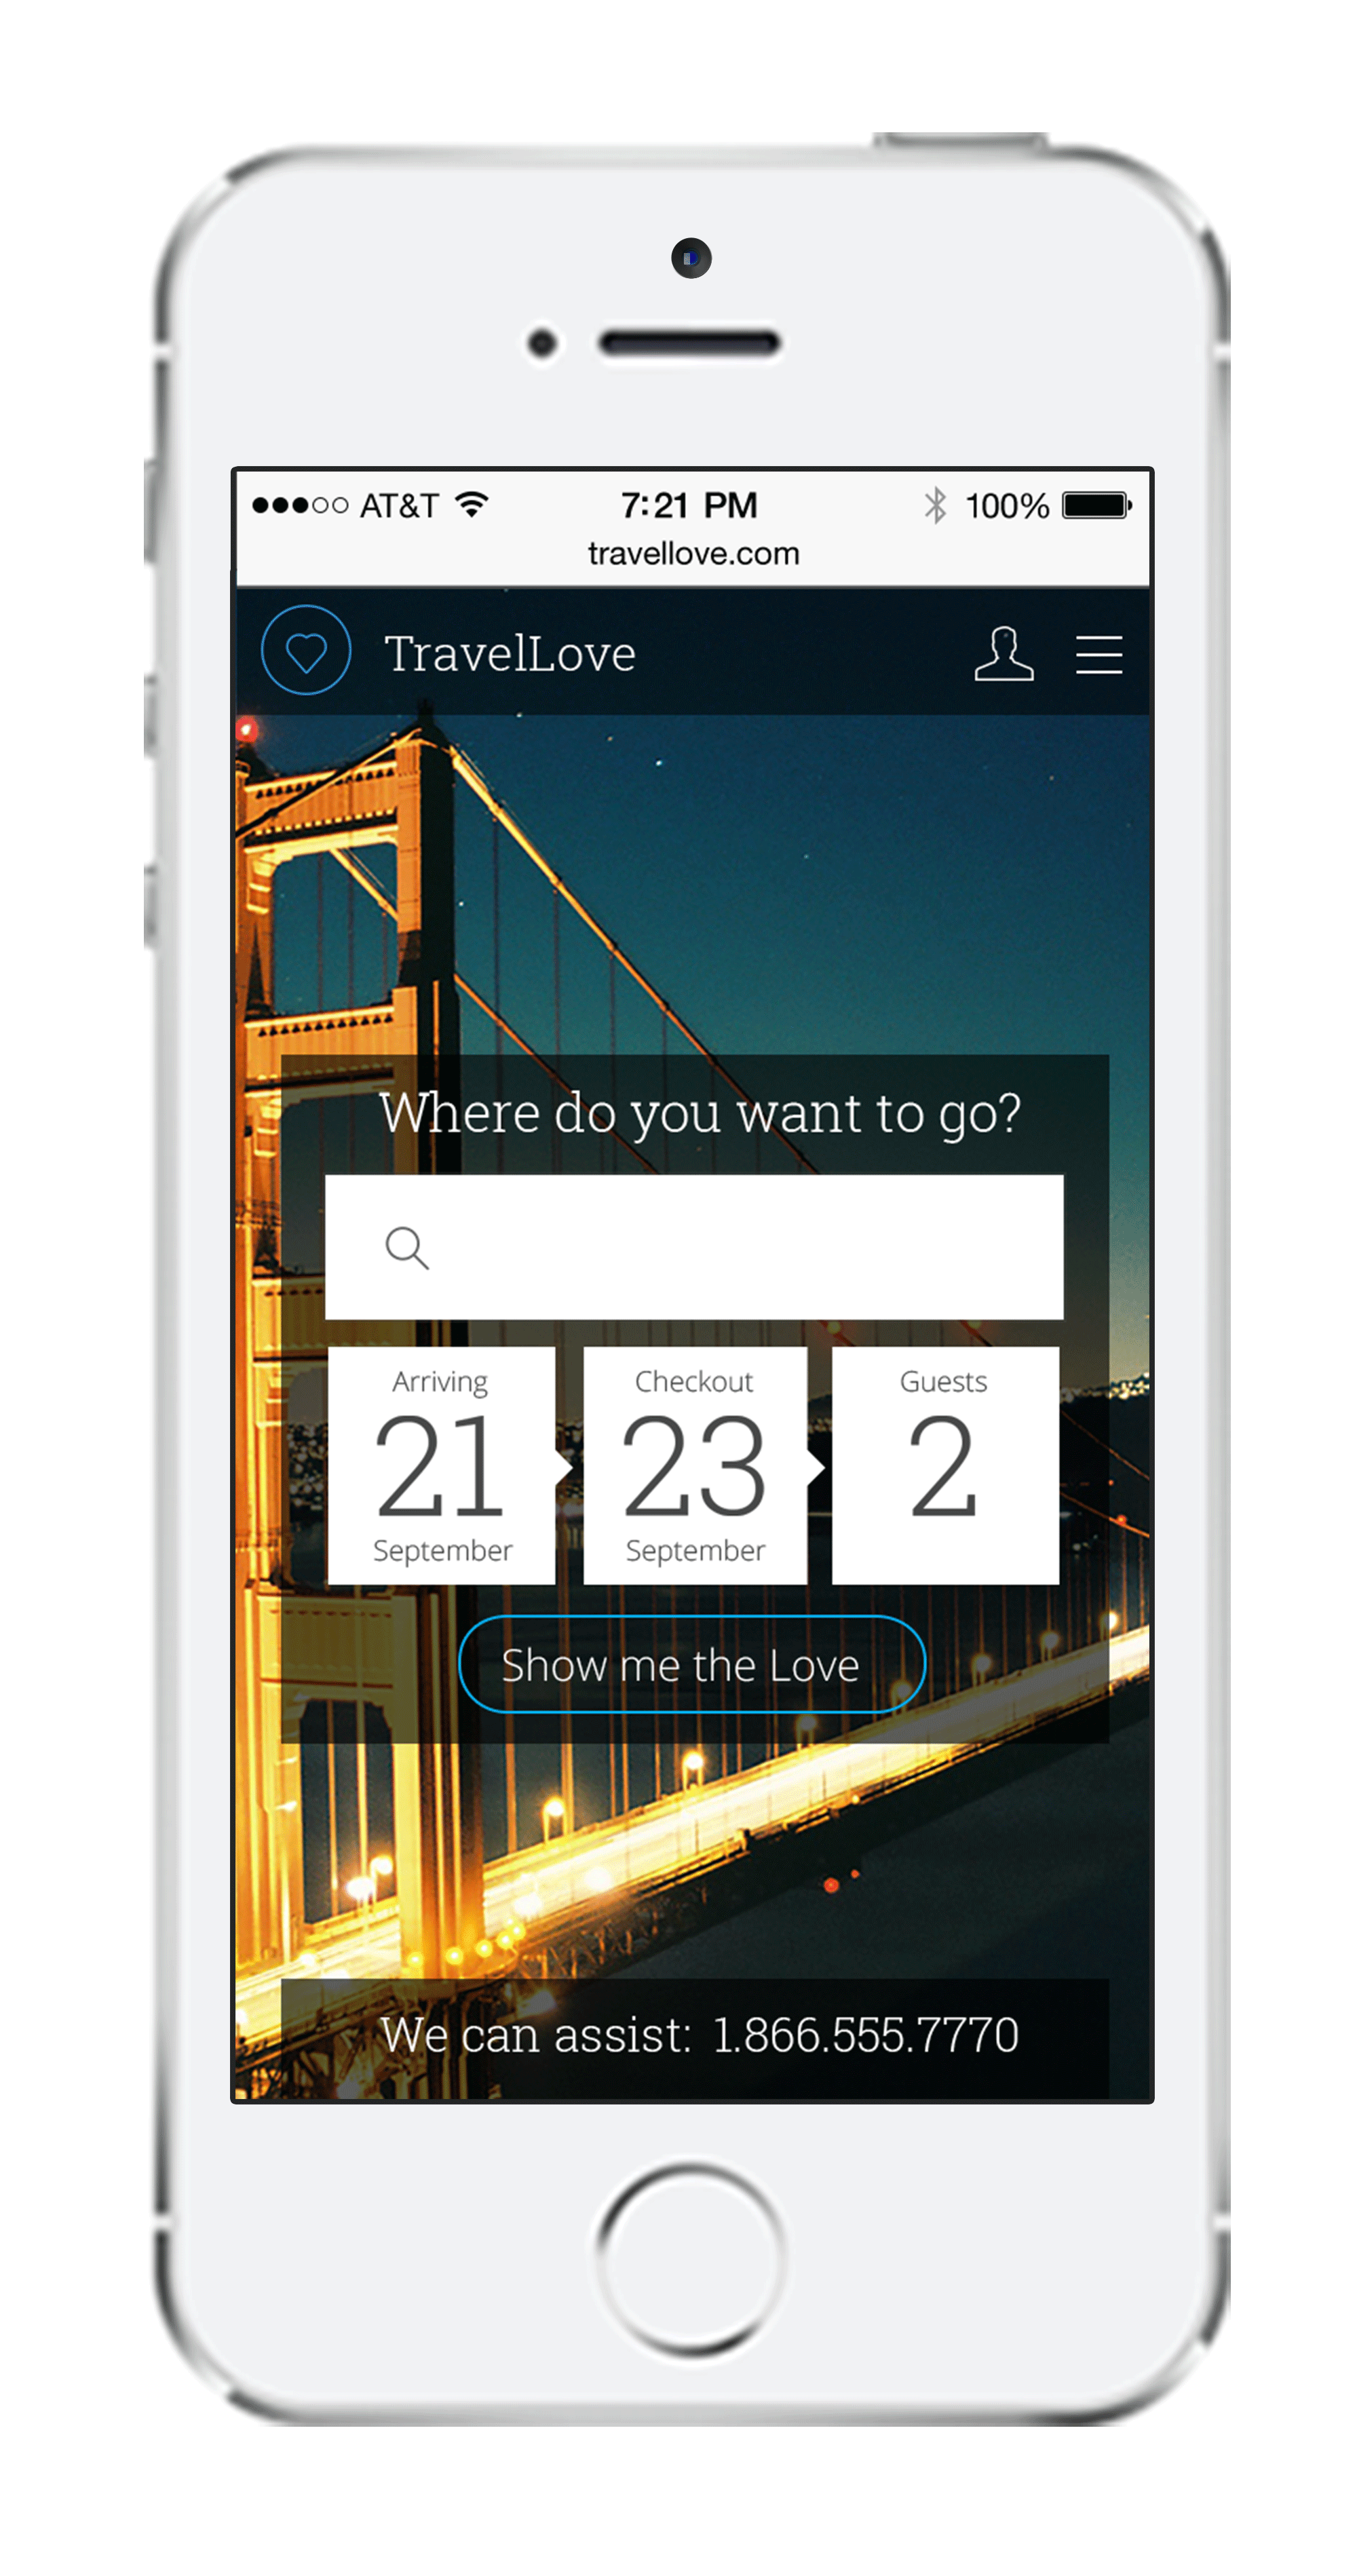 AT&T 7:21 PM 100%
travellove.com
TravelLove
Where do you want to go?
Arriving Checkout Guests
21 23 2
September September
Show me the Love
We can assist: 1.866.555.7770